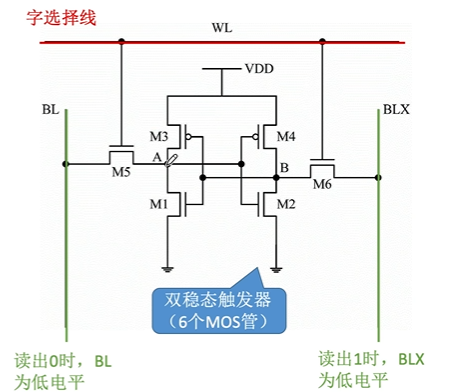 字选择线
WL
VDD
BL
BLX
M3
M4
A
B
M5
M6
M1
M2
双稳态触发器
（6个MOS管）
读出0时，BL
为低电平
读出1时，BLX
为低电平